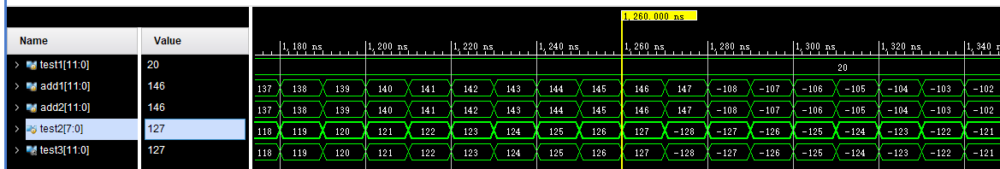 1,260.000 ns
Name Value
1,180 ns 1,200 ns 1,220 ns 1,240 ns 1,260 ns 1,280 ns 1,300 ns 1,320 ns 1,340
test1[11:0] 20 20
add1[11:0] 146 137 138 139 140 141 142 143 144 145 146 147 -108 -107 -106 -105 -104 -103 -102
add2[11:0] 146 137 138 139 140 141 142 143 144 145 146 147 -108 -107 -106 -105 -104 -103 -102
test2[7:0] 127 118 119 120 121 122 123 124 125 126 127 -128 -127 -126 -125 -124 -123 -122 -121
test3[11:0] 127 118 119 120 121 122 123 124 125 126 127 -128 -127 -126 -125 -124 -123 -122 -121